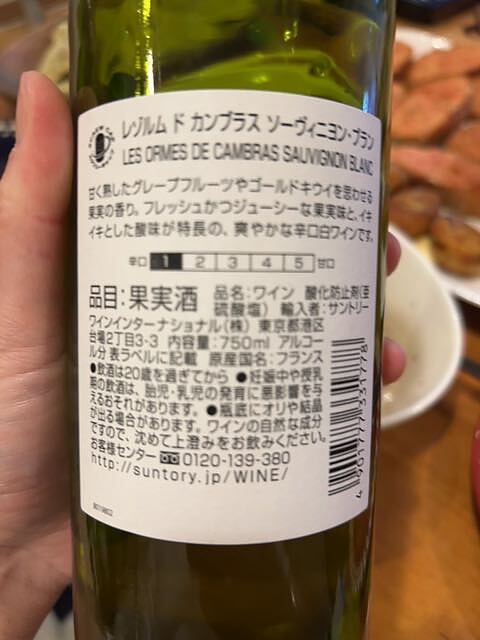 レゾルム ド カンブラス ソーヴィニヨン・ブラン
LES ORMES DE CAMBRAS SAUVIGNON BLANC
甘く熟したグレープフルーツやゴールドキウイを思わせる
果実の香り。フレッシュかつジューシーな果実味と、イキ
イキとした酸味が特長の、爽やかな辛口白ワインです。
辛口 1 2 3 4 5 甘口
品目：果実酒 品名：ワイン 酸化防止剤（亜
硫酸塩） 輸入者：サントリー
ワインインターナショナル（株） 東京都港区
台場2丁目3-3 内容量：750ml アルコー
ル分 表ラベルに記載 原産国名：フランス
●飲酒は20歳を過ぎてから ●妊娠中や授乳
期の飲酒は、胎児・乳児の発育に悪影響を与
えるおそれがあります。 ●瓶底にオリや結晶
が出る場合があります。ワインの自然な成分
ですので、沈めて上澄みをお飲みください。
お客様センター 0120-139-380
http://suntory.jp/WINE/
4 901777 331778